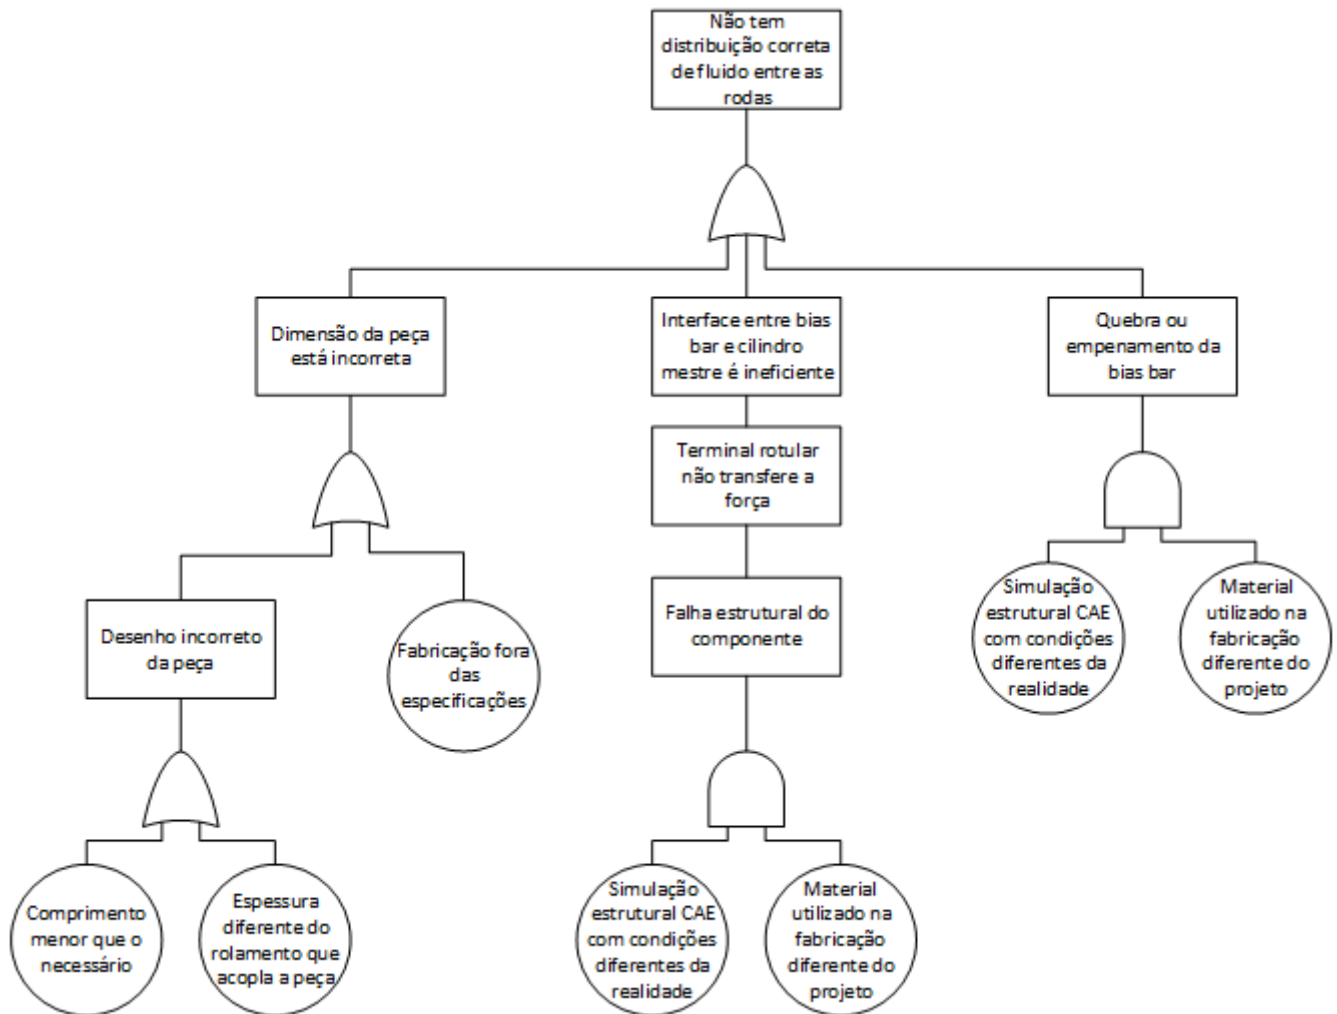 Não tem
distribuição correta
de fluido entre as
rodas
Dimensão da peça
está incorreta
Interface entre bias
bar e cilindro
mestre é ineficiente
Quebra ou
empenamento da
bias bar
Terminal rotular
não transfere a
força
Desenho incorreto
da peça
Fabricação fora
das
especificações
Falha estrutural do
componente
Simulação
estrutural CAE
com condições
diferentes da
realidade
Material
utilizado na
fabricação
diferente do
projeto
Comprimento
menor que o
necessário
Espessura
diferente do
rolamento que
acopla a peça
Simulação
estrutural CAE
com condições
diferentes da
realidade
Material
utilizado na
fabricação
diferente do
projeto